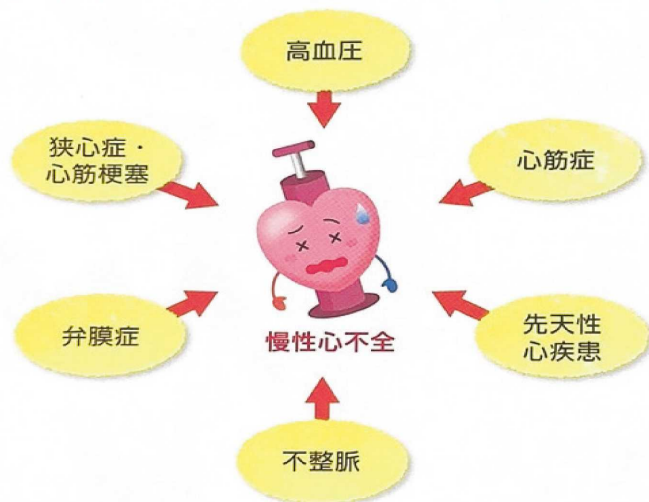 高血圧
狭心症・
心筋梗塞
心筋症
慢性心不全
弁膜症
先天性
心疾患
不整脈